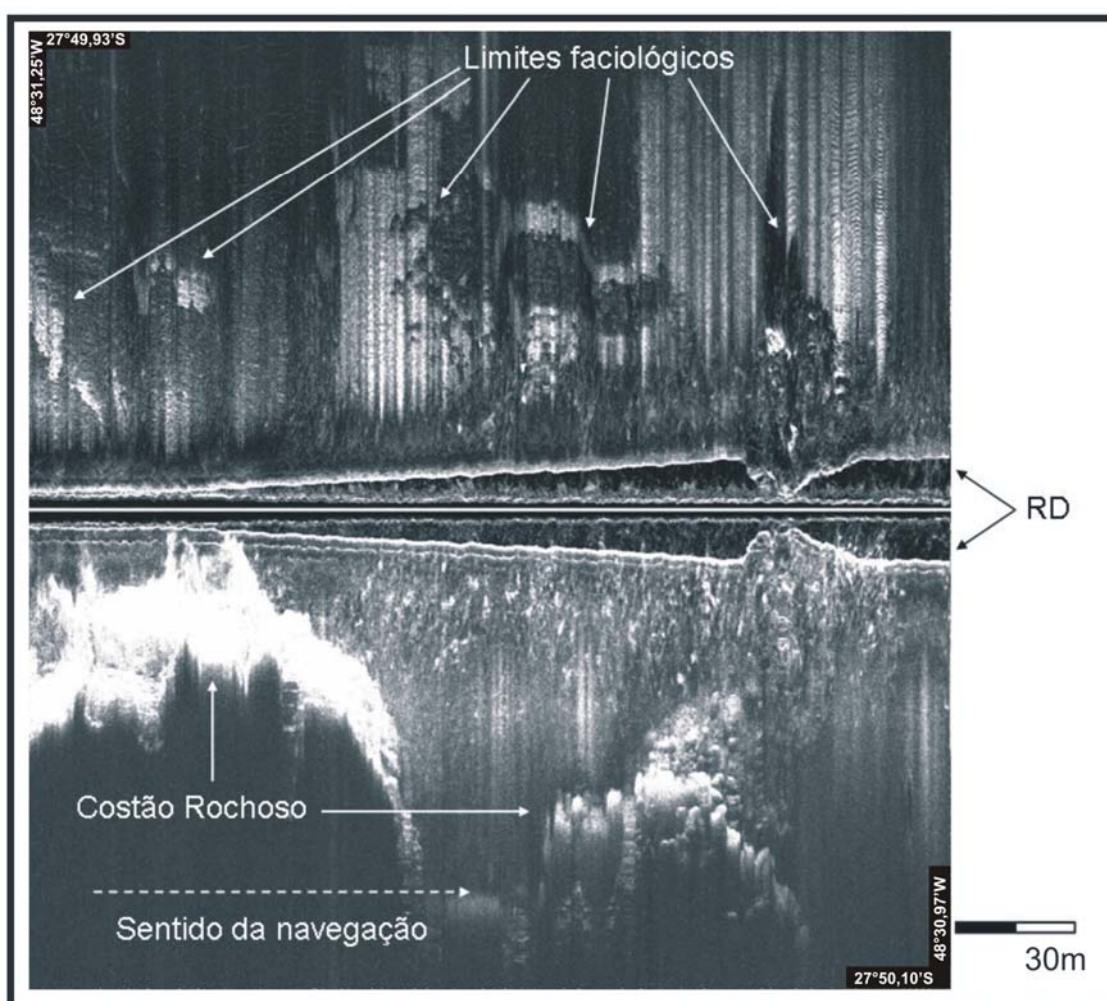 27°49,93'S
48°31,25'W
Limites faciológicos
RD
Costão Rochoso
Sentido da navegação
48°30,97'W
27°50,10'S
30m